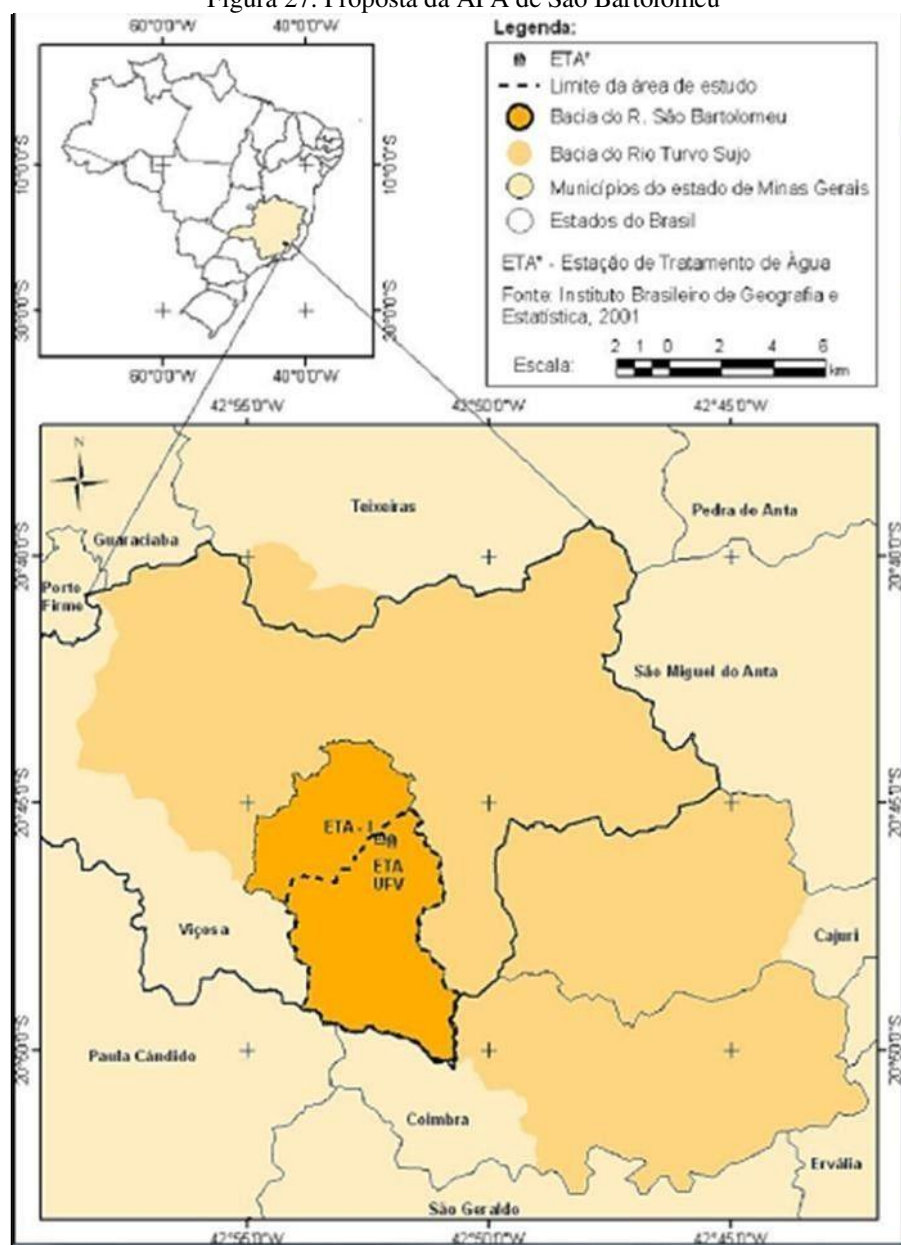 Figura 27. Proposta da APA de São Bartolomeu
60°0'0"W 40°0'0"W
10°0'0"S 10°0'0"S
30°0'0"S 30°0'0"S
60°0'0"W 40°0'0"W
Legenda:
ETA*
Limite da área de estudo
Bacia do R. São Bartolomeu
Bacia do Rio Turvo Sujo
Municípios do estado de Minas Gerais
Estados do Brasil
ETA* - Estação de Tratamento de Água
Fonte: Instituto Brasileiro de Geografia e
Estatística, 2001
Escala: 2 1 0 2 4 6 km
42°55'0"W 42°50'0"W 42°45'0"W
N
Teixeiras
Pedra do Anta
Guaraciaba
20°40'0"S 20°40'0"S
Porto
Firme
São Miguel do Anta
20°45'0"S 20°45'0"S
ETA - I
ETA
UFV
Viçosa
Cajuri
20°50'0"S 20°50'0"S
Paula Cândido
Coimbra
Ervália
São Geraldo
42°55'0"W 42°50'0"W 42°45'0"W